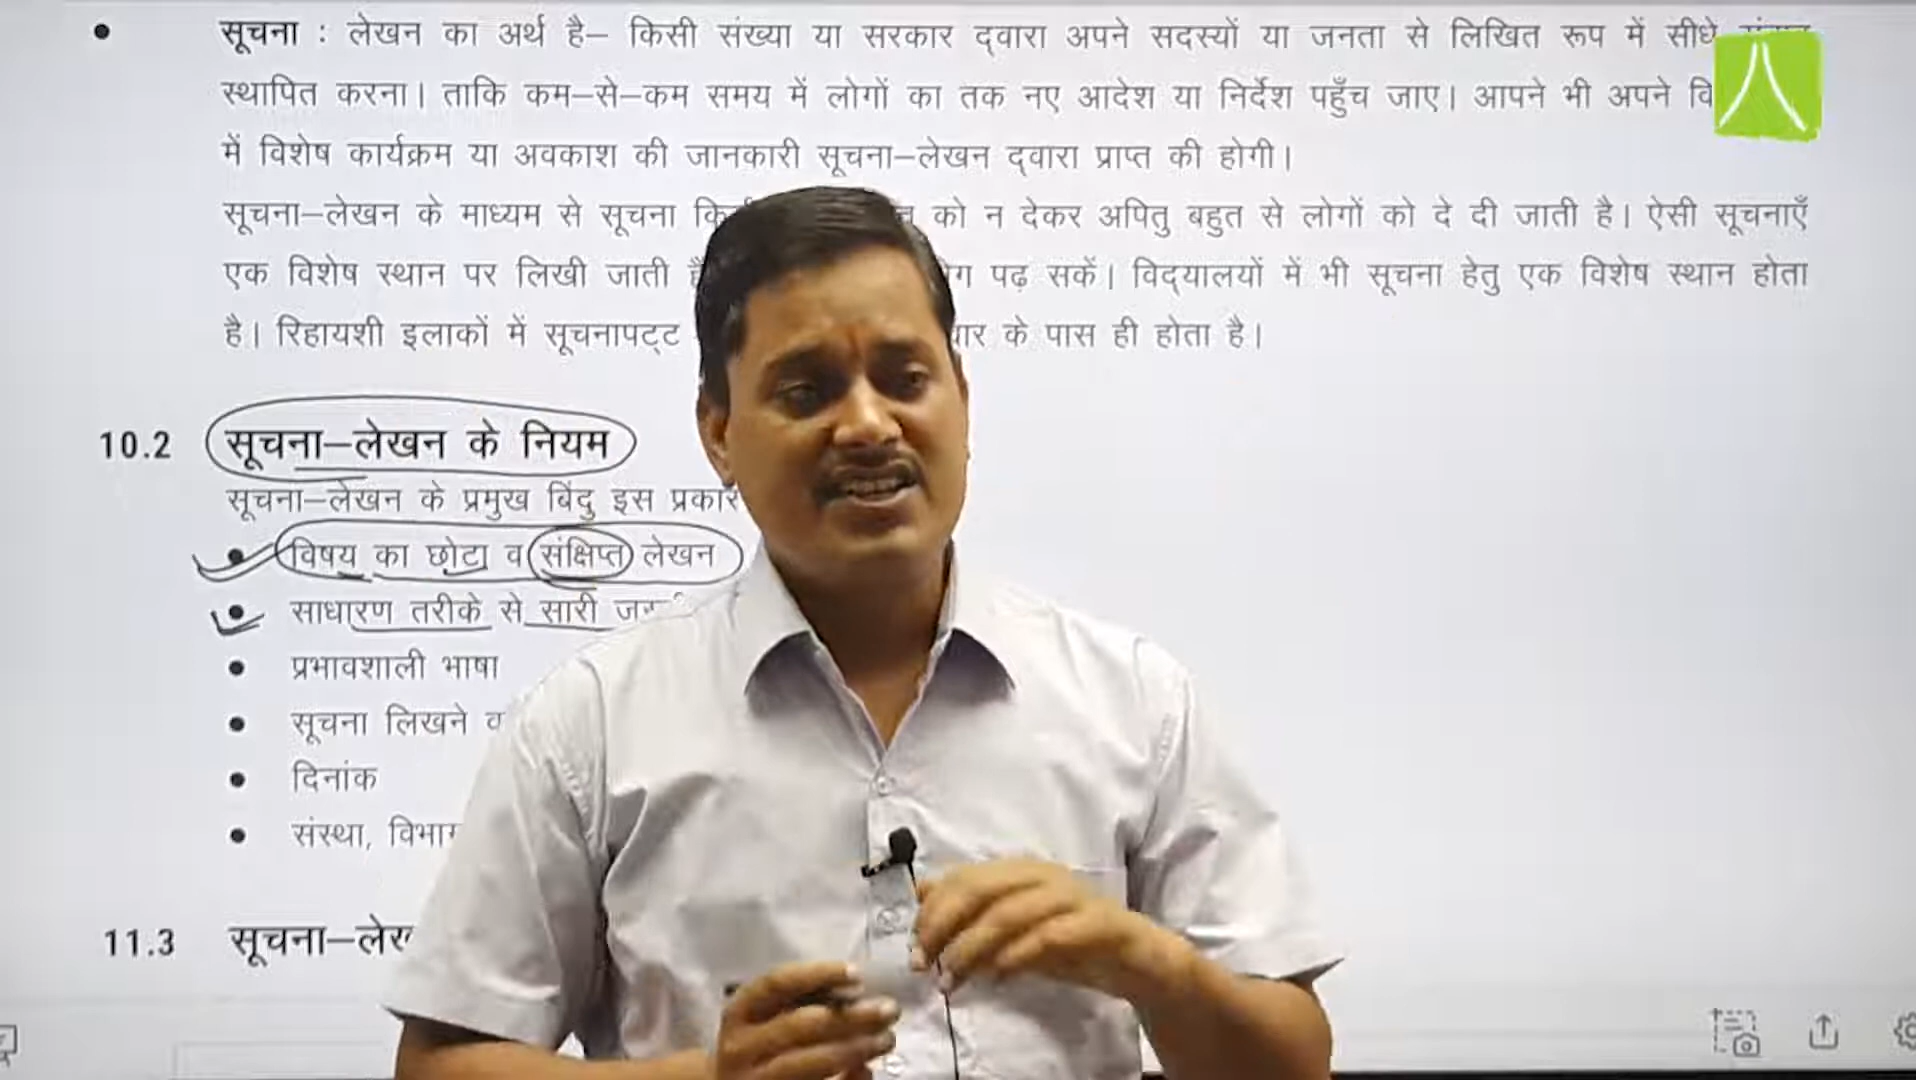 • सूचना : लेखन का अर्थ है– किसी संख्या या सरकार द्‌वारा अपने सदस्यों या जनता से लिखित रूप में सीधे
स्थापित करना। ताकि कम–से–कम समय में लोगों का तक नए आदेश या निर्देश पहुँच जाए। आपने भी अपने
में विशेष कार्यक्रम या अवकाश की जानकारी सूचना–लेखन द्‌वारा प्राप्त की होगी।
सूचना–लेखन के माध्यम से सूचना को न देकर अपितु बहुत से लोगों को दे दी जाती है। ऐसी सूचनाएँ
एक विशेष स्थान पर लिखी जाती पढ़ सकें। विद्‌यालयों में भी सूचना हेतु एक विशेष स्थान होता
है। रिहायशी इलाकों में सूचनापट्‌ट के पास ही होता है।
10.2 सूचना–लेखन के नियम
सूचना–लेखन के प्रमुख बिंदु इस प्रकार
• विषय का छोटा व संक्षिप्त लेखन
• साधारण तरीके से सारी
• प्रभावशाली भाषा
• सूचना लिखने
• दिनांक
• संस्था,
11.3